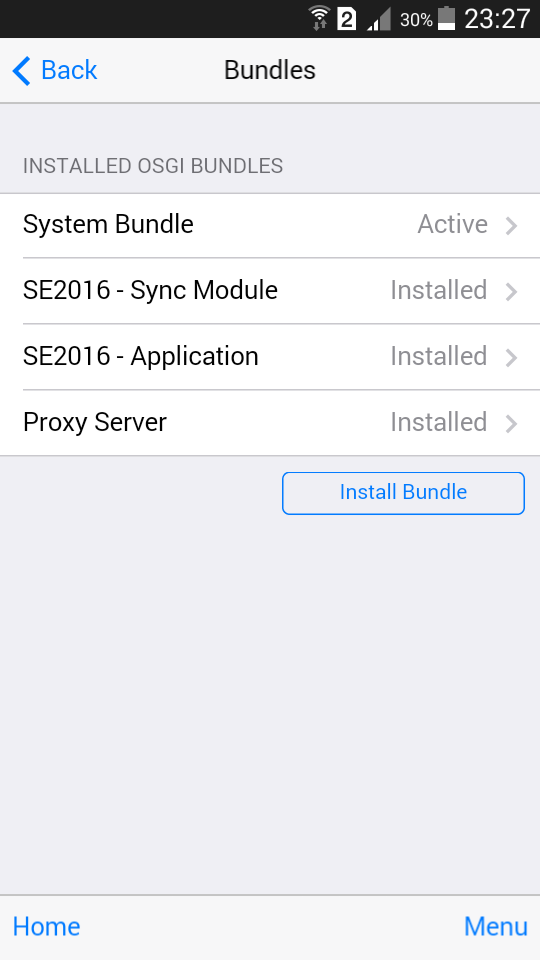 2 30% 23:27
Back Bundles
INSTALLED OSGI BUNDLES
System Bundle Active
SE2016 - Sync Module Installed
SE2016 - Application Installed
Proxy Server Installed
Install Bundle
Home Menu